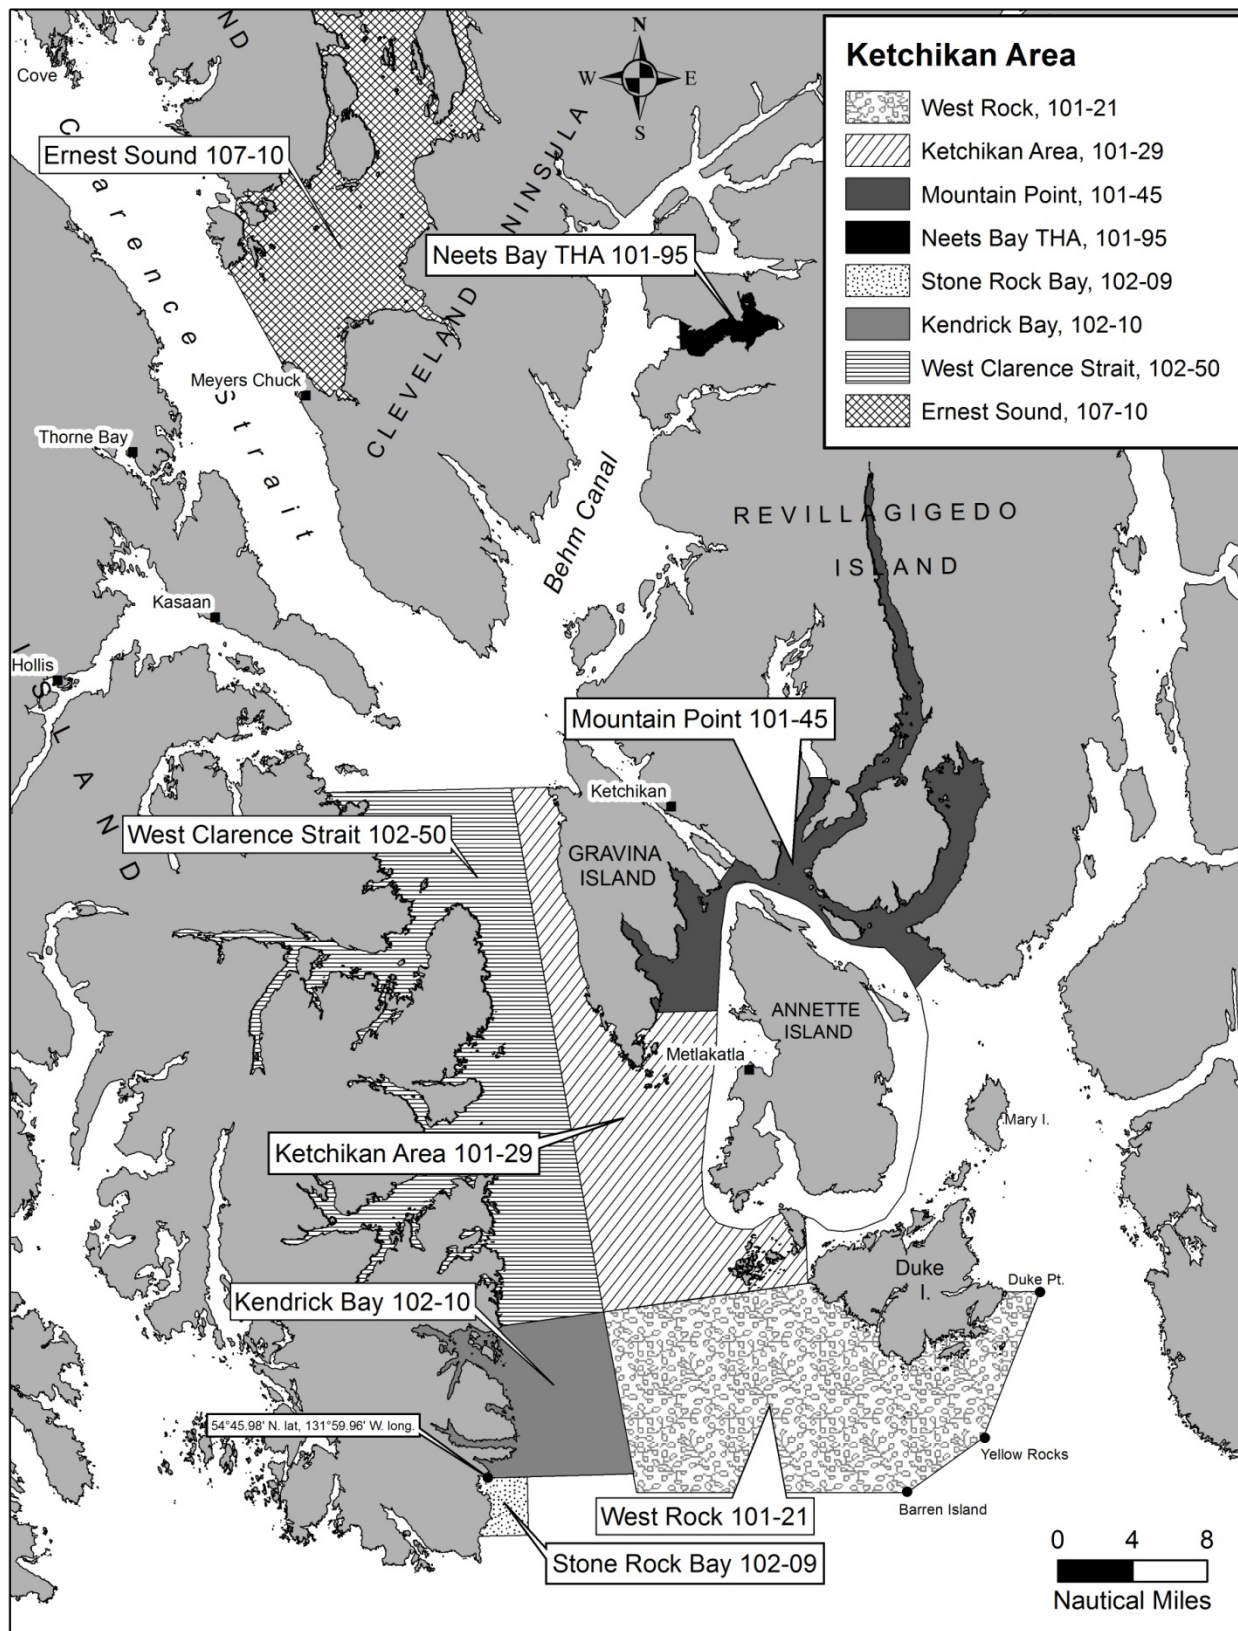 Ketchikan Area
West Rock, 101-21
Ketchikan Area, 101-29
Mountain Point, 101-45
Neets Bay THA, 101-95
Stone Rock Bay, 102-09
Kendrick Bay, 102-10
West Clarence Strait, 102-50
Ernest Sound, 107-10
N
W E
S
ND
Cove
Clarence Strait
Ernest Sound 107-10
CLEVELAND NINSULA
Neets Bay THA 101-95
Meyers Chuck
Thorne Bay
Behm Canal
REVILLAGIGEDO
ISLAND
Kasaan
Hollis
ISLAND
Mountain Point 101-45
Ketchikan
West Clarence Strait 102-50
GRAVINA
ISLAND
ANNETTE
ISLAND
Metlakatla
Mary I.
Ketchikan Area 101-29
Duke
I.
Duke Pt.
Kendrick Bay 102-10
54°45.98' N. lat, 131°59.96' W. long.
Yellow Rocks
Barren Island
West Rock 101-21
Stone Rock Bay 102-09
0 4 8
Nautical Miles